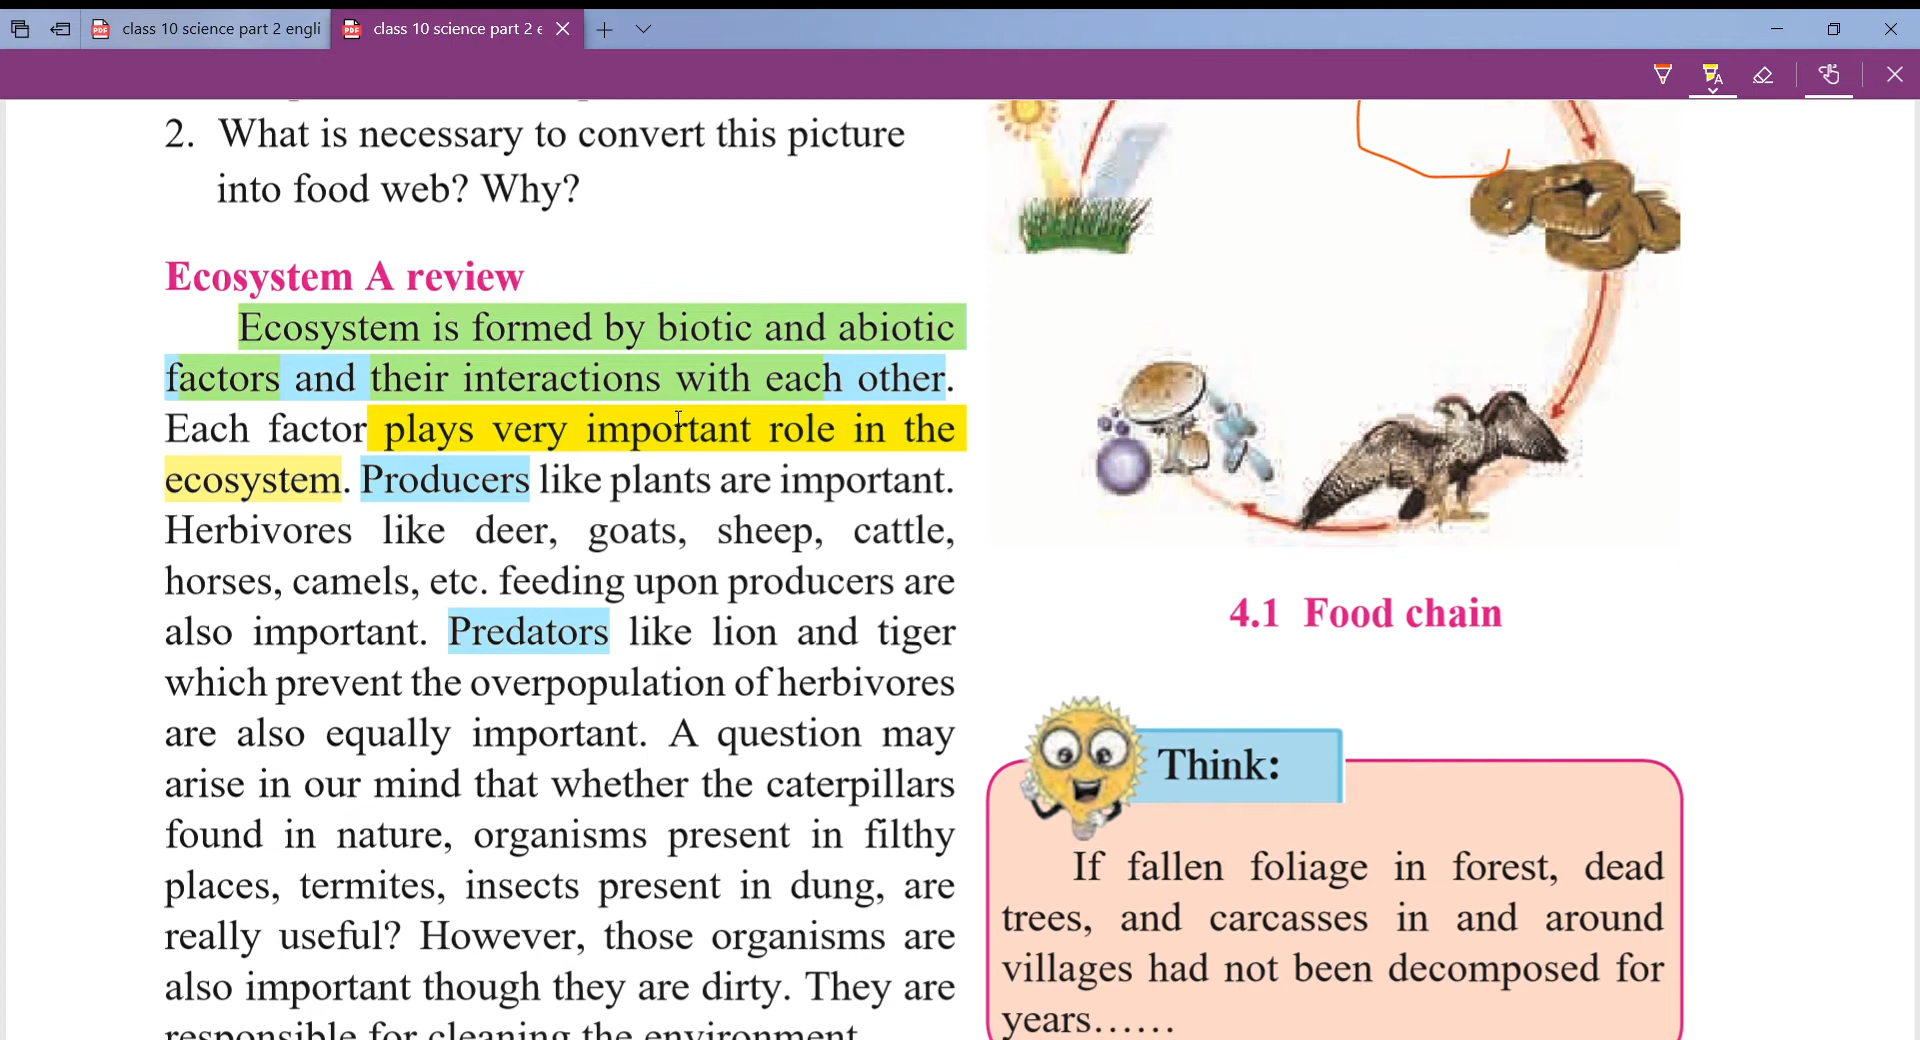 class 10 science part 2 engli
class 10 science part 2 e
2. What is necessary to convert this picture
into food web? Why?
Ecosystem A review
Ecosystem is formed by biotic and abiotic
factors and their interactions with each other.
Each factor plays very important role in the
ecosystem. Producers like plants are important.
Herbivores like deer, goats, sheep, cattle,
horses, camels, etc. feeding upon producers are
also important. Predators like lion and tiger
which prevent the overpopulation of herbivores
are also equally important. A question may
arise in our mind that whether the caterpillars
found in nature, organisms present in filthy
places, termites, insects present in dung, are
really useful? However, those organisms are
also important though they are dirty. They are
responsible for cleaning the environment.
4.1 Food chain
Think:
If fallen foliage in forest, dead
trees, and carcasses in and around
villages had not been decomposed for
years......